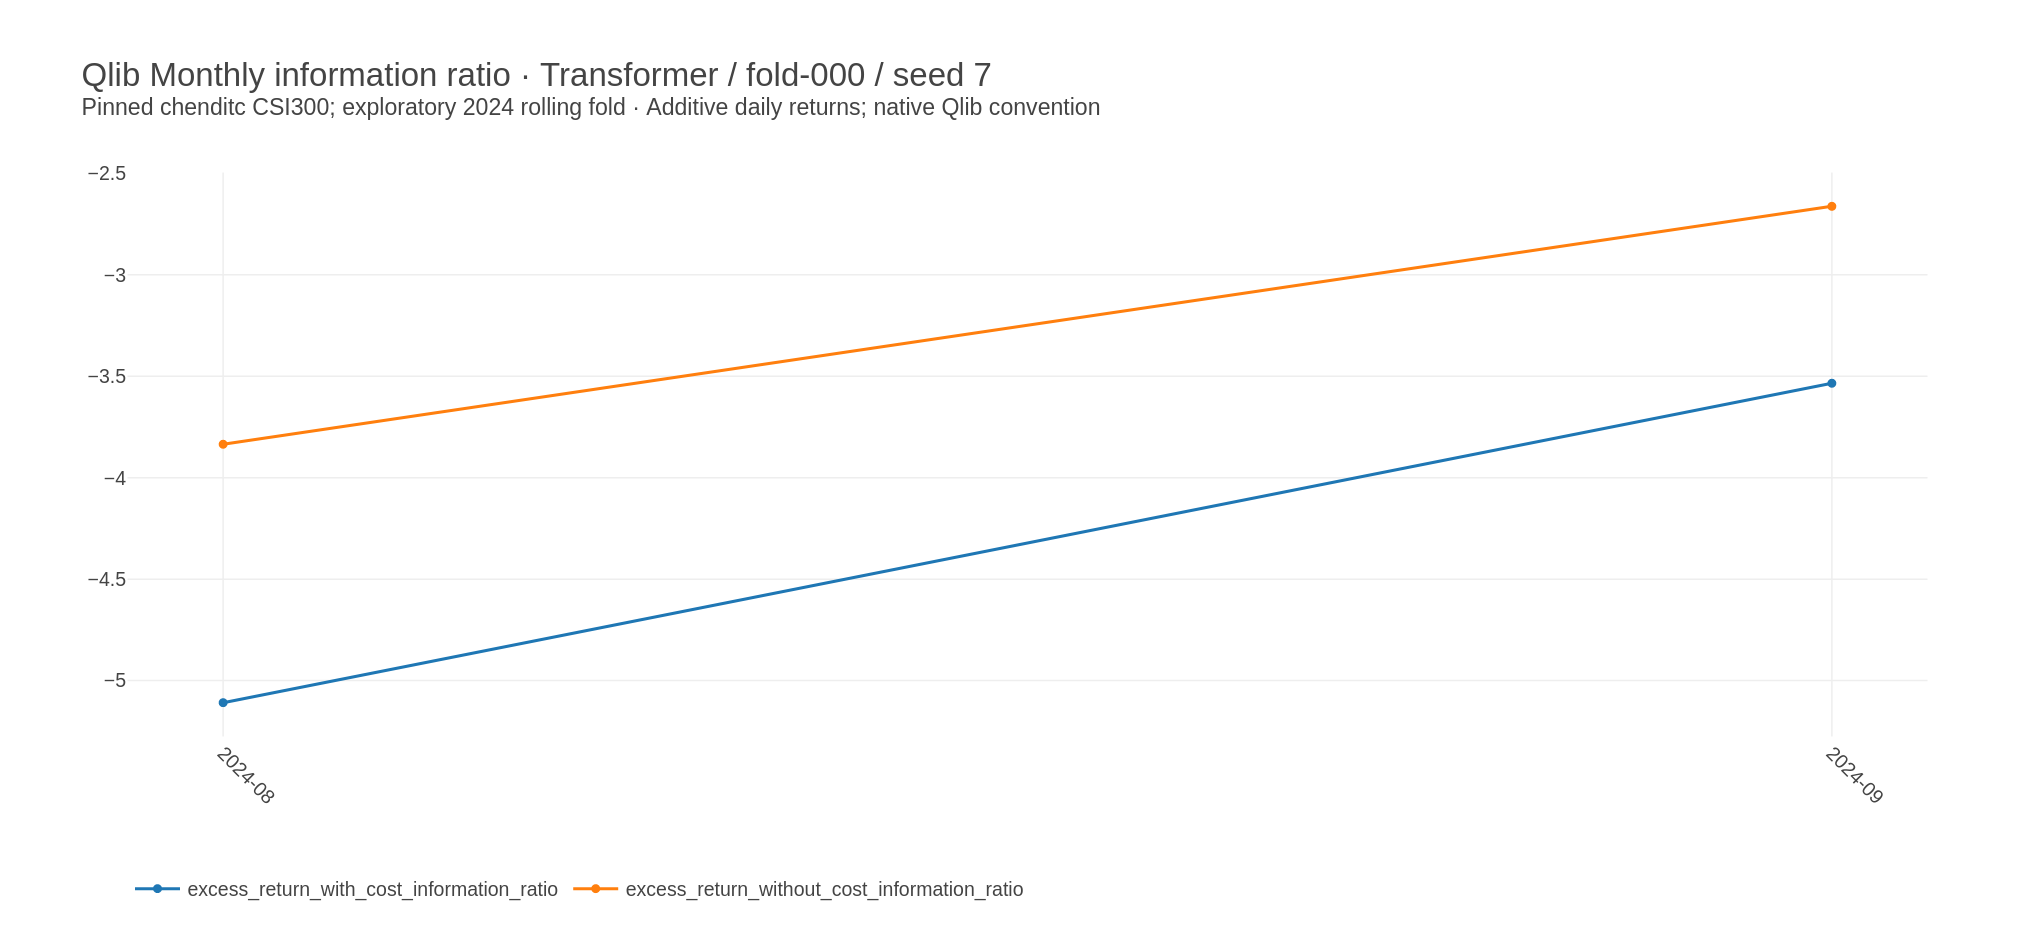 Qlib Monthly information ratio · Transformer / fold-000 / seed 7
Pinned chenditc CSI300; exploratory 2024 rolling fold · Additive daily returns; native Qlib convention
−2.5
−3
−3.5
−4
−4.5
−5
2024-08
2024-09
excess_return_with_cost_information_ratio
excess_return_without_cost_information_ratio